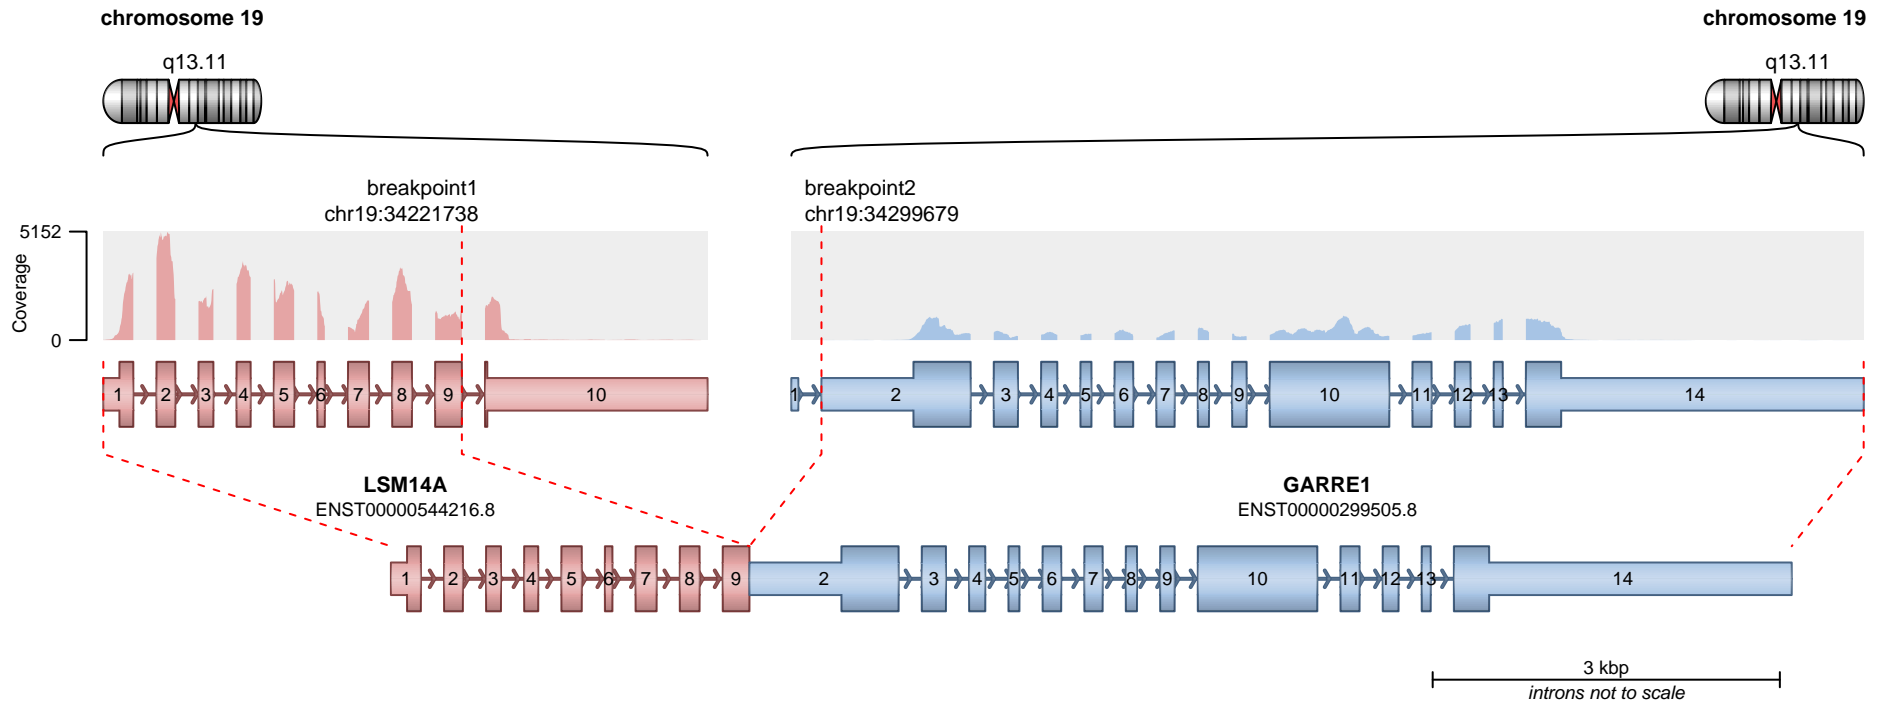 chromosome 19
chromosome 19
q13.11
q13.11
breakpoint1
chr19:34221738
breakpoint2
chr19:34299679
5152
Coverage
0
1 2 3 4 5 6 7 8 9 10
1 2 3 4 5 6 7 8 9 10 11 12 13 14
LSM14A
ENST00000544216.8
GARRE1
ENST00000299505.8
1 2 3 4 5 6 7 8 9 2 3 4 5 6 7 8 9 10 11 12 13 14
3 kbp
introns not to scale